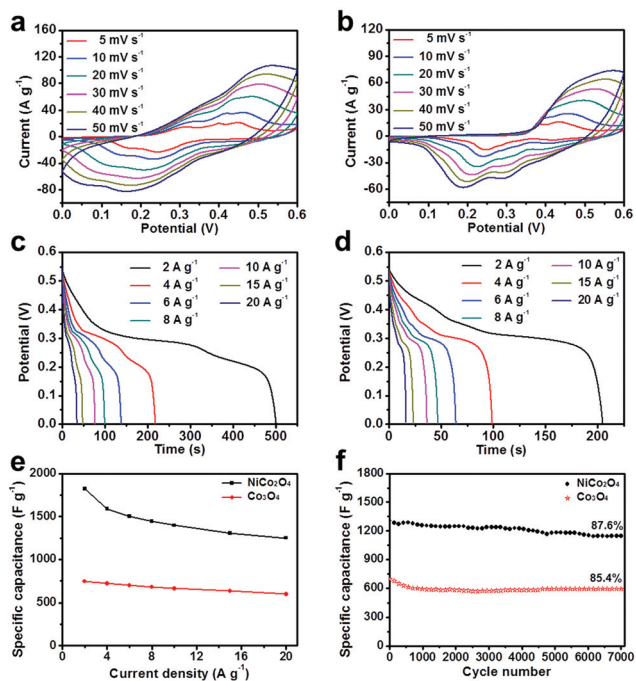 a
160
120
80
40
0
-40
-80
Current (A g⁻¹)
5 mV s⁻¹
10 mV s⁻¹
20 mV s⁻¹
30 mV s⁻¹
40 mV s⁻¹
50 mV s⁻¹
0.0 0.1 0.2 0.3 0.4 0.5 0.6
Potential (V)
b
120
90
60
30
0
-30
-60
Current (A g⁻¹)
5 mV s⁻¹
10 mV s⁻¹
20 mV s⁻¹
30 mV s⁻¹
40 mV s⁻¹
50 mV s⁻¹
0.0 0.1 0.2 0.3 0.4 0.5 0.6
Potential (V)
c
0.6
0.5
0.4
0.3
0.2
0.1
0.0
Potential (V)
2 A g⁻¹ 10 A g⁻¹
4 A g⁻¹ 15 A g⁻¹
6 A g⁻¹ 20 A g⁻¹
8 A g⁻¹
0 100 200 300 400 500
Time (s)
d
0.6
0.5
0.4
0.3
0.2
0.1
0.0
Potential (V)
2 A g⁻¹ 10 A g⁻¹
4 A g⁻¹ 15 A g⁻¹
6 A g⁻¹ 20 A g⁻¹
8 A g⁻¹
0 50 100 150 200
Time (s)
e
2000
1500
1000
500
0
Specific capacitance (F g⁻¹)
NiCo₂O₄
Co₃O₄
0 4 8 12 16 20
Current density (A g⁻¹)
f
1800
1500
1200
900
600
300
0
Specific capacitance (F g⁻¹)
NiCo₂O₄
Co₃O₄
87.6%
85.4%
0 1000 2000 3000 4000 5000 6000 7000
Cycle number